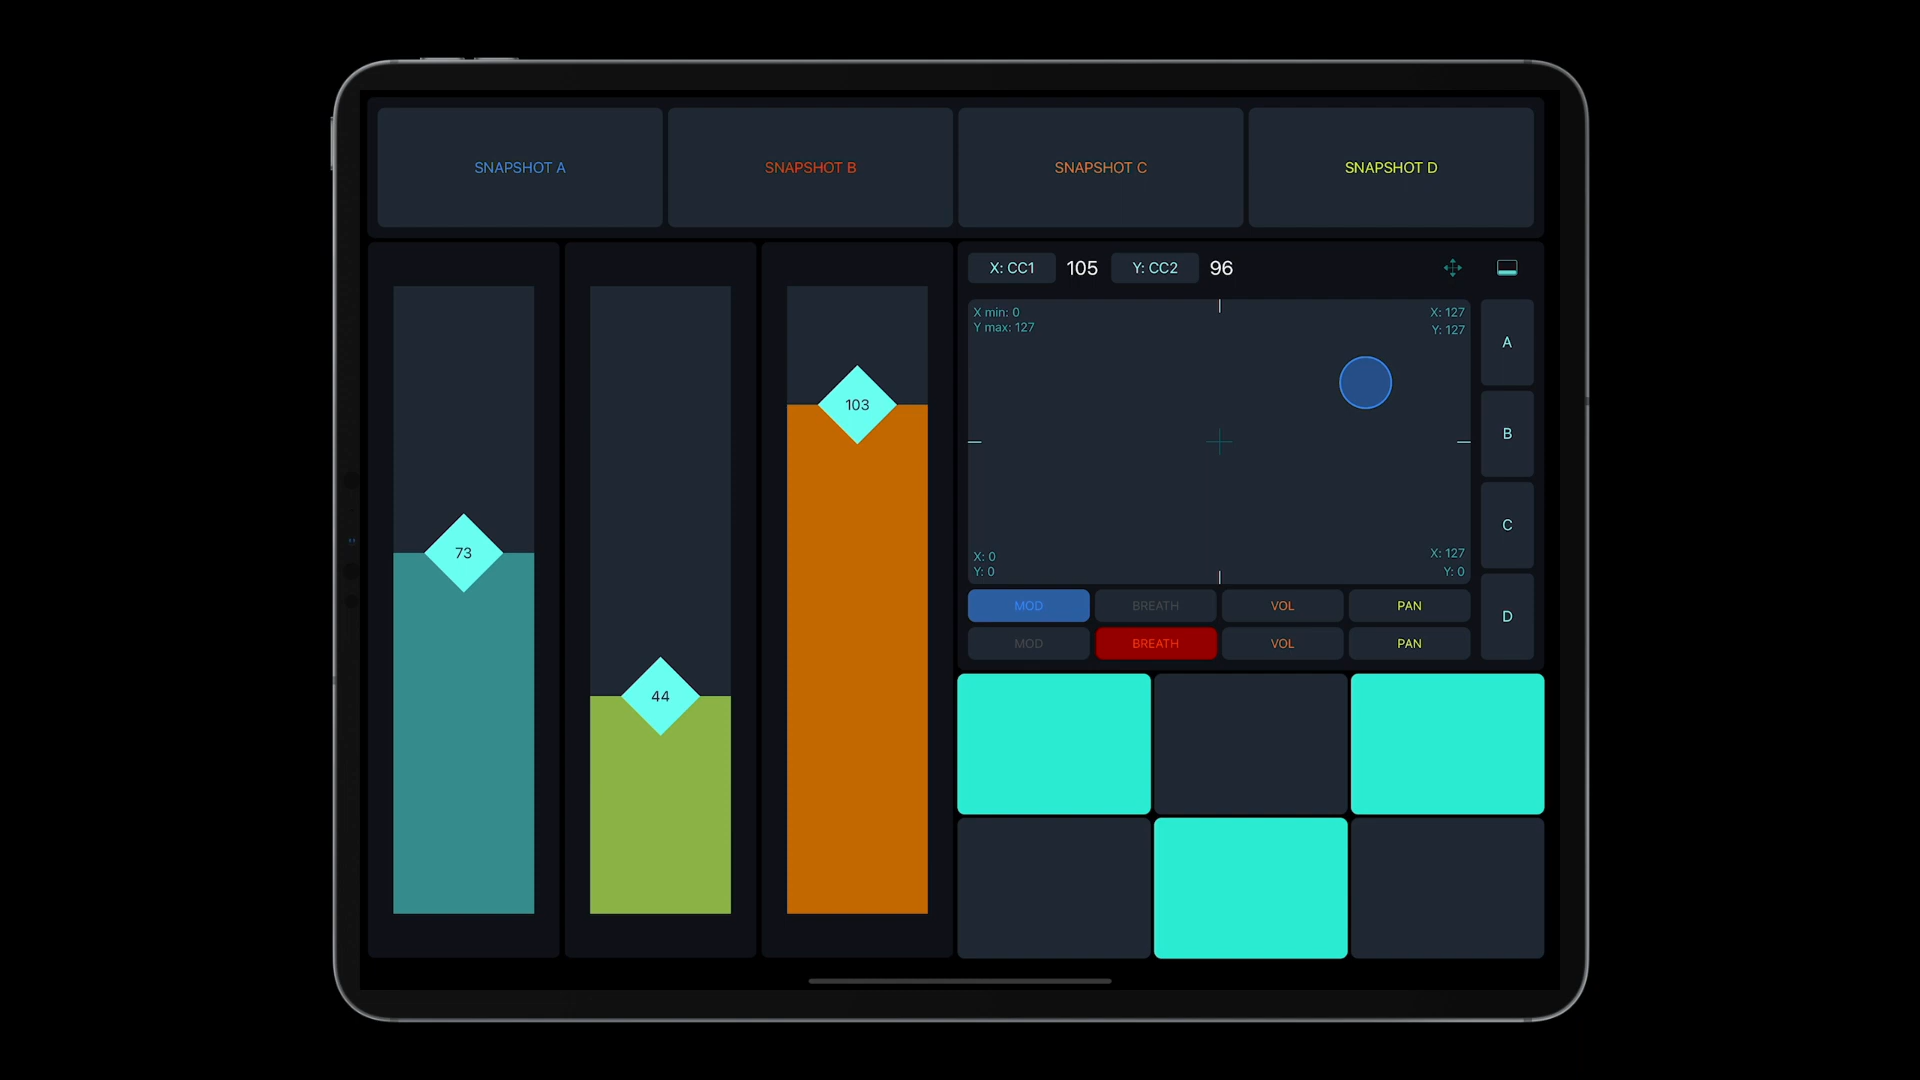 SNAPSHOT A
SNAPSHOT B
SNAPSHOT C
SNAPSHOT D
X: CC1
105
Y: CC2
96
X min: 0
Y max: 127
X: 127
Y: 127
X: 0
Y: 0
X: 127
Y: 0
A
B
C
D
MOD
BREATH
VOL
PAN
MOD
BREATH
VOL
PAN
73
44
103